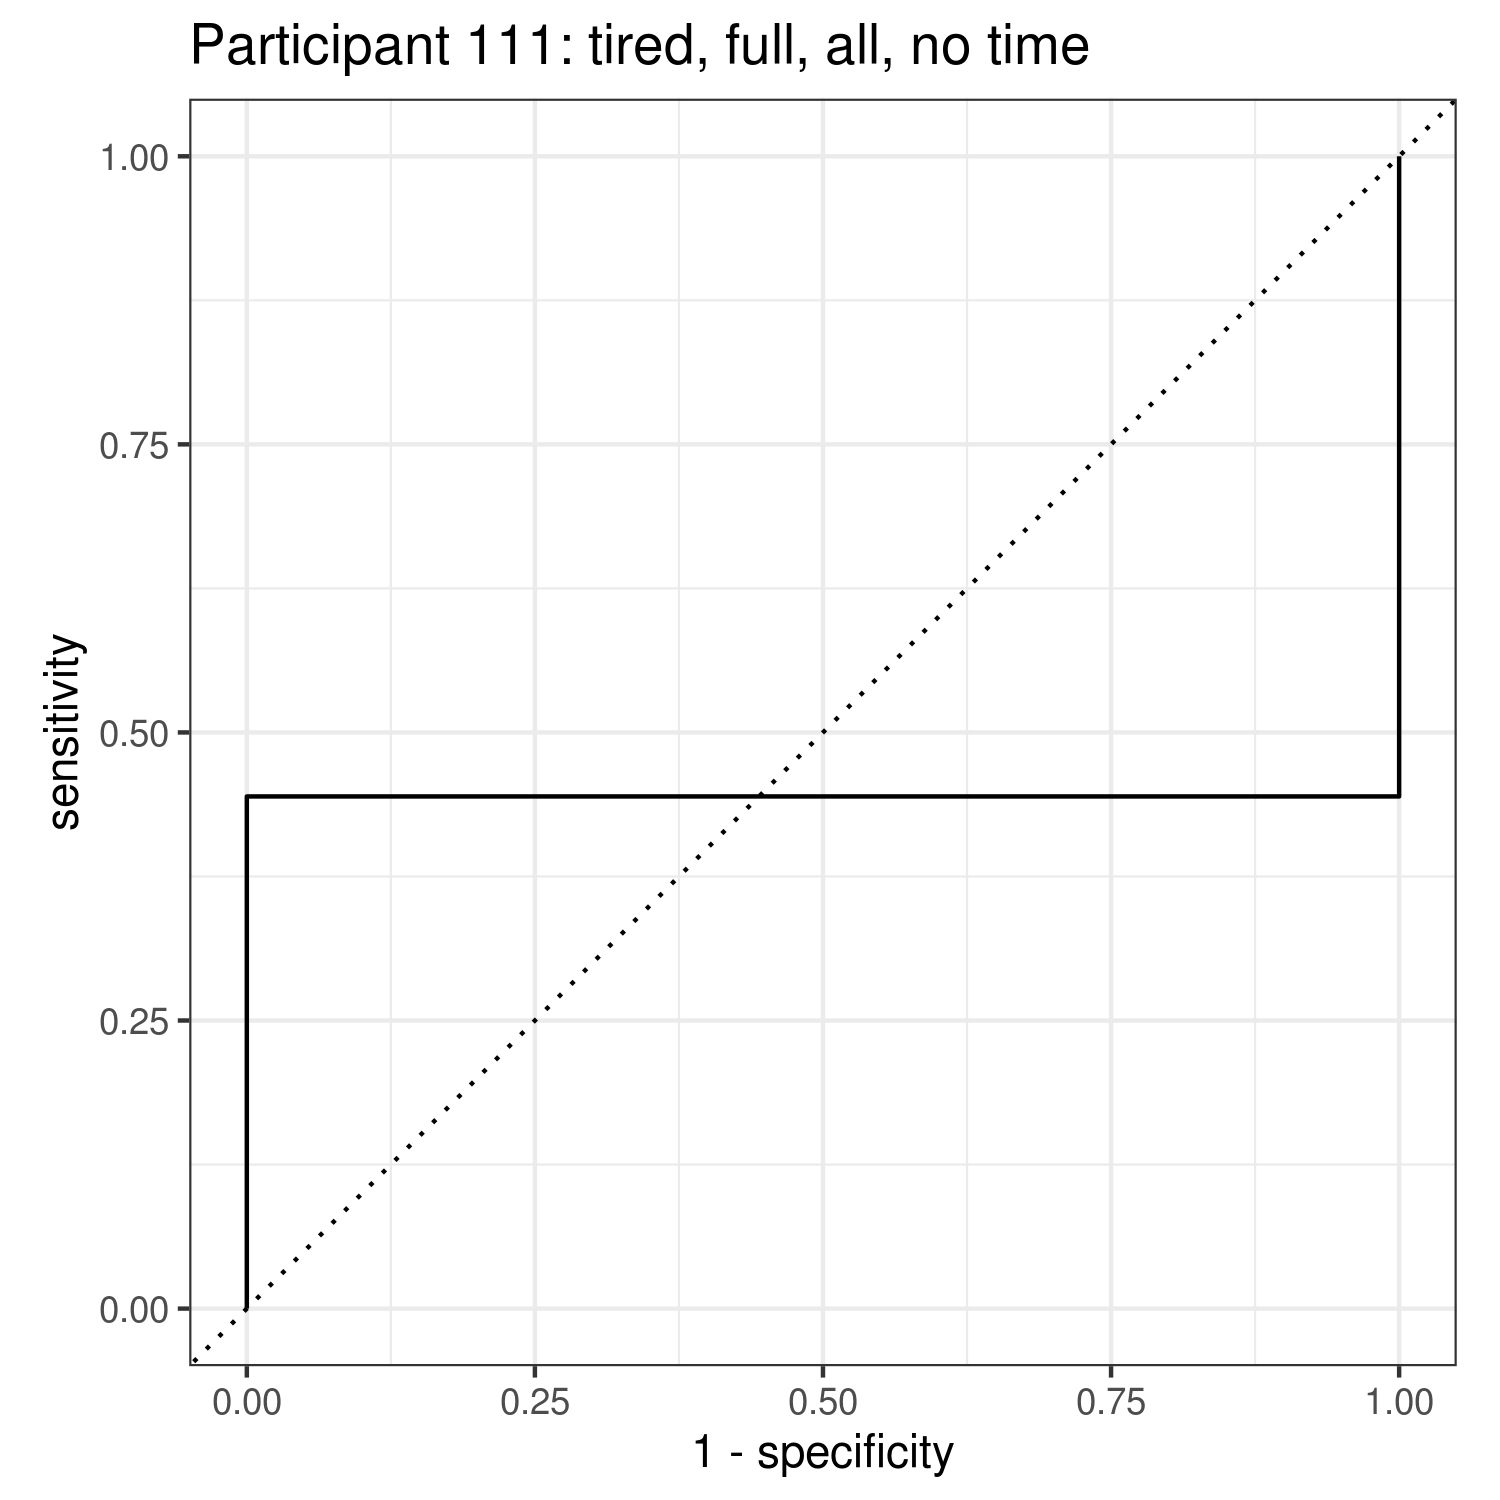 Participant 111: tired, full, all, no time
1.00
0.75
0.50
0.25
0.00
sensitivity
0.00 0.25 0.50 0.75 1.00
1 - specificity